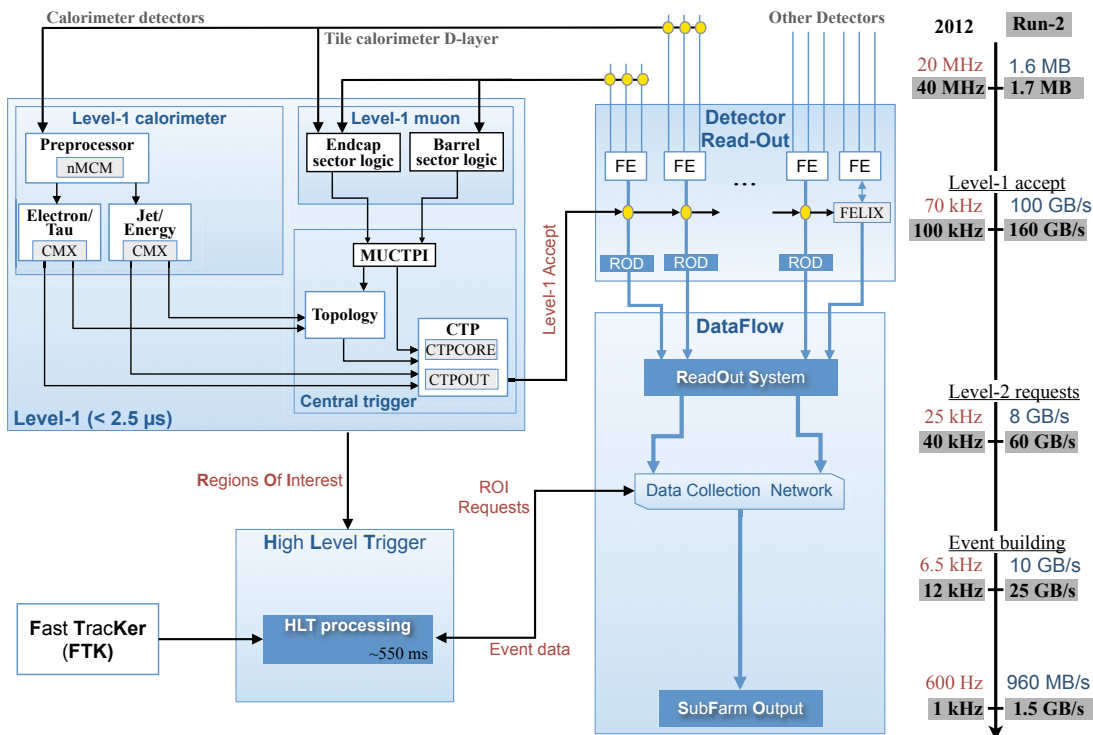 Calorimeter detectors
Tile calorimeter D-layer
Other Detectors
2012 Run-2
20 MHz 1.6 MB
40 MHz 1.7 MB
Level-1 calorimeter
Preprocessor
nMCM
Electron/
Tau
CMX
Jet/
Energy
CMX
Level-1 muon
Endcap
sector logic
Barrel
sector logic
MUCTPI
Topology
CTP
CTPCORE
CTPOUT
Central trigger
Level-1 (< 2.5 µs)
Level-1 Accept
Detector
Read-Out
FE FE FE FE
...
FELIX
ROD ROD ROD
Level-1 accept
70 kHz 100 GB/s
100 kHz 160 GB/s
DataFlow
ReadOut System
Data Collection Network
SubFarm Output
Level-2 requests
25 kHz 8 GB/s
40 kHz 60 GB/s
Regions Of Interest
ROI
Requests
High Level Trigger
HLT processing
~550 ms
Event data
Fast TracKer
(FTK)
Event building
6.5 kHz 10 GB/s
12 kHz 25 GB/s
600 Hz 960 MB/s
1 kHz 1.5 GB/s